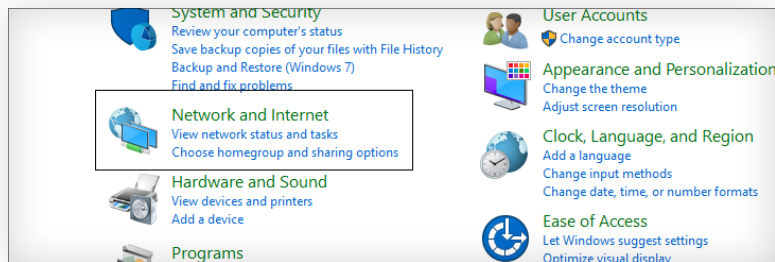 System and Security
Review your computer's status
Save backup copies of your files with File History
Backup and Restore (Windows 7)
Find and fix problems
Network and Internet
View network status and tasks
Choose homegroup and sharing options
Hardware and Sound
View devices and printers
Add a device
Programs
User Accounts
Change account type
Appearance and Personalization
Change the theme
Adjust screen resolution
Clock, Language, and Region
Add a language
Change input methods
Change date, time, or number formats
Ease of Access
Let Windows suggest settings
Optimize visual display